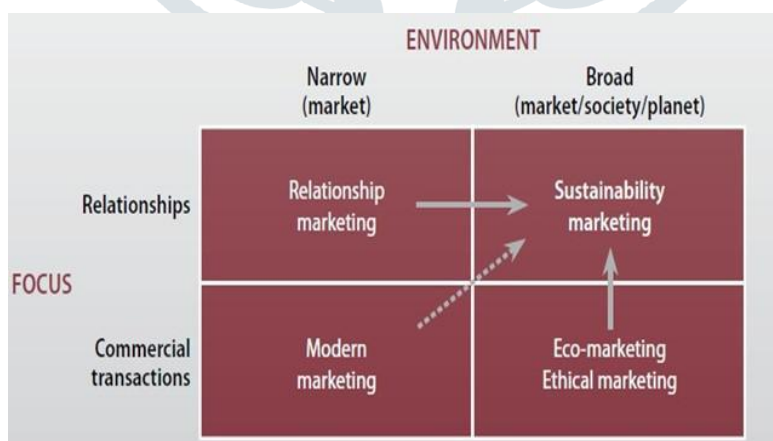 ENVIRONMENT
Narrow
(market)
Broad
(market/society/planet)
Relationships
Relationship
marketing
Sustainability
marketing
FOCUS
Commercial
transactions
Modern
marketing
Eco-marketing
Ethical marketing